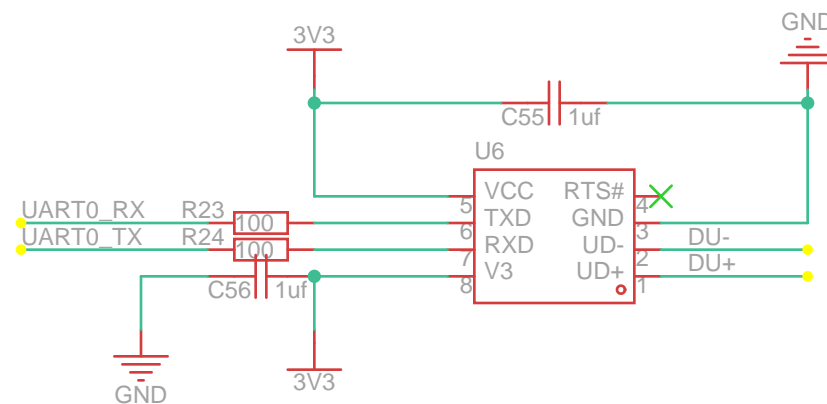 GND
3V3
C55 1uf
U6
VCC RTS#
5 4
UART0_RX R23 100 TXD GND
6 3
UART0_TX R24 100 RXD UD- DU-
7 2
V3 UD+ DU+
C56 1uf 8 1
GND 3V3